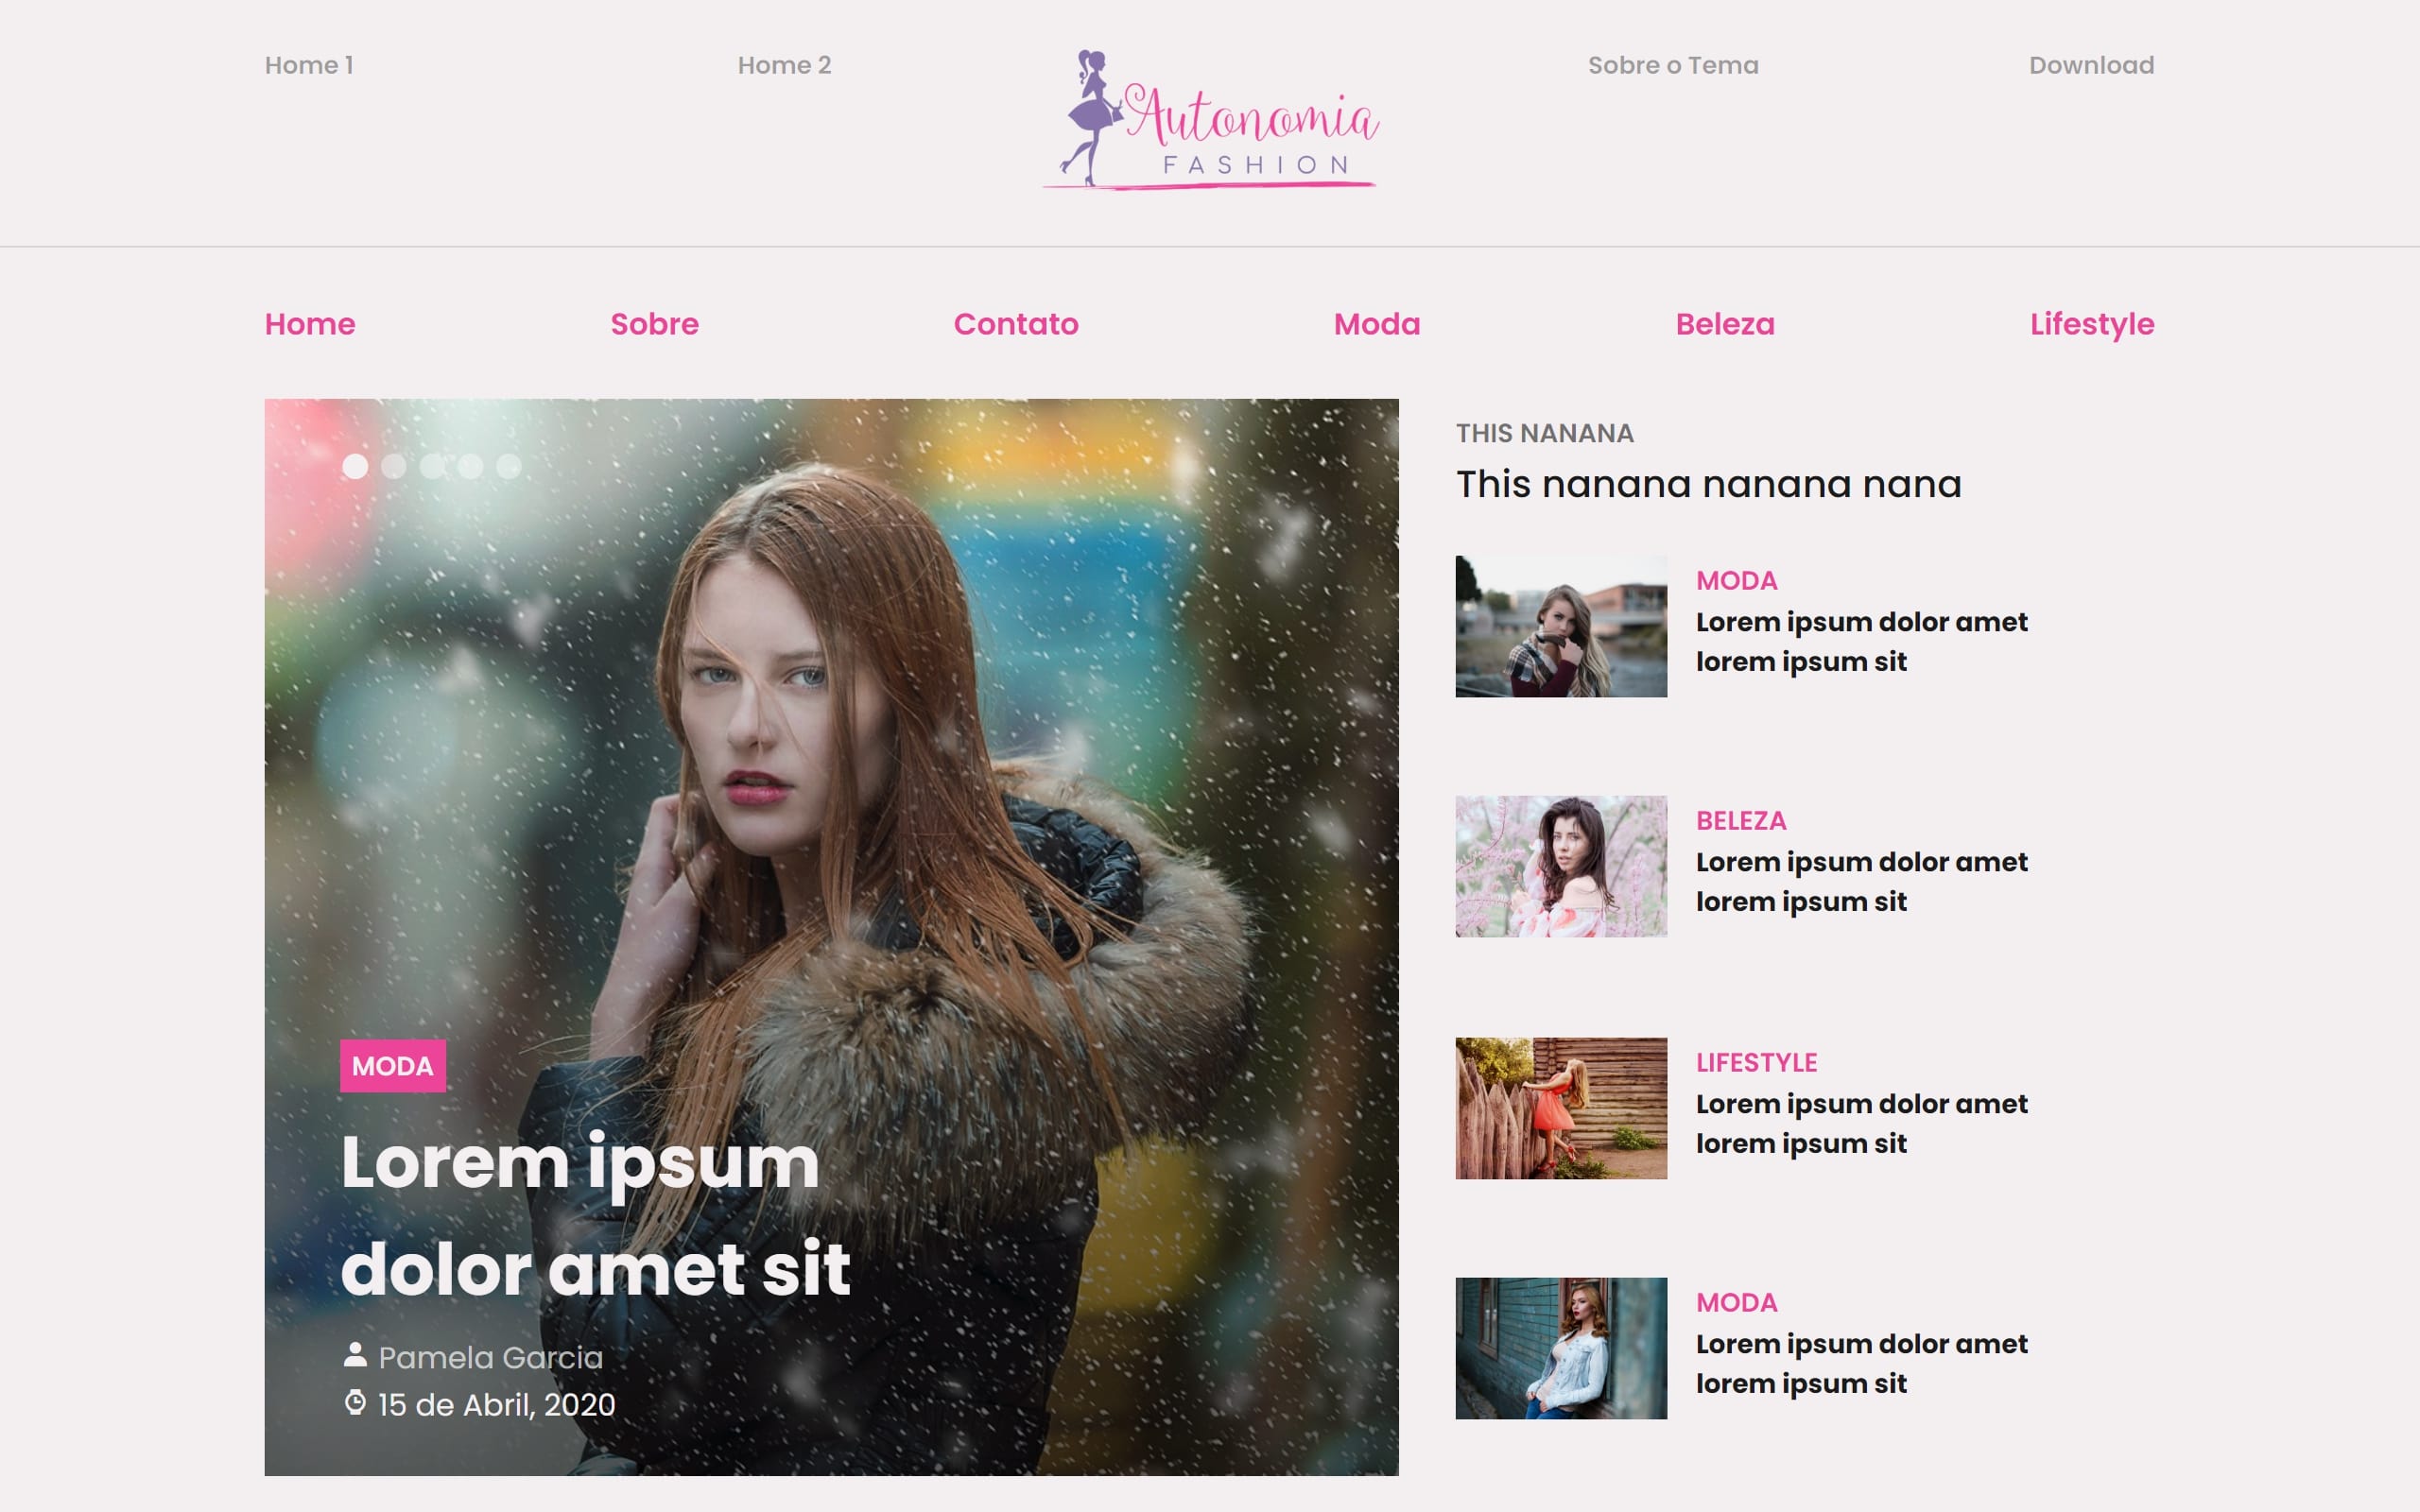 Home 1
Home 2
Autonomia
FASHION
Sobre o Tema
Download
Home
Sobre
Contato
Moda
Beleza
Lifestyle
MODA
Lorem ipsum
dolor amet sit
Pamela Garcia
15 de Abril, 2020
THIS NANANA
This nanana nanana nana
MODA
Lorem ipsum dolor amet
lorem ipsum sit
BELEZA
Lorem ipsum dolor amet
lorem ipsum sit
LIFESTYLE
Lorem ipsum dolor amet
lorem ipsum sit
MODA
Lorem ipsum dolor amet
lorem ipsum sit